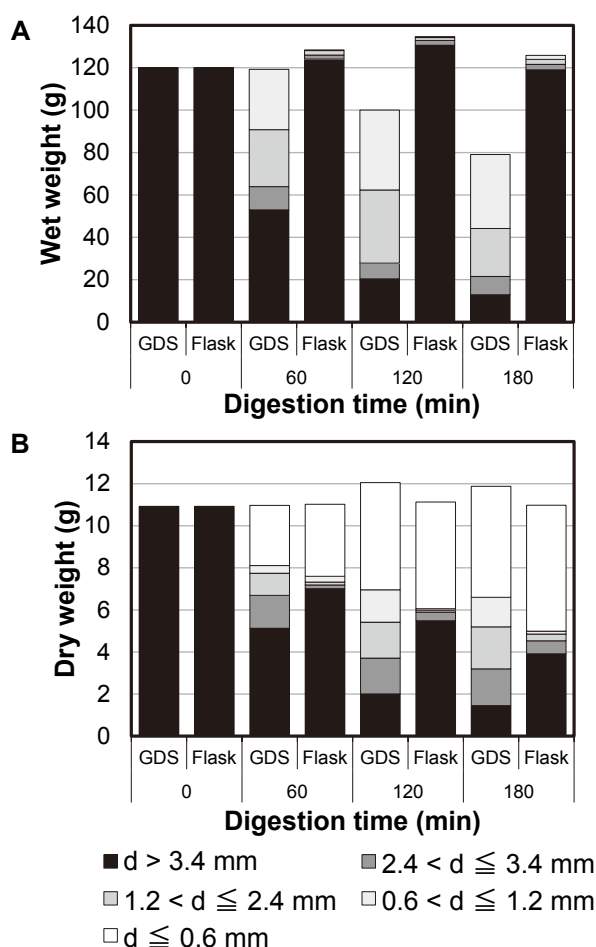 A
Wet weight (g)
140
120
100
80
60
40
20
0
GDS Flask GDS Flask GDS Flask GDS Flask
0 60 120 180
Digestion time (min)
B
Dry weight (g)
14
12
10
8
6
4
2
0
GDS Flask GDS Flask GDS Flask GDS Flask
0 60 120 180
Digestion time (min)
d > 3.4 mm 2.4 < d ≦ 3.4 mm
1.2 < d ≦ 2.4 mm 0.6 < d ≦ 1.2 mm
d ≦ 0.6 mm